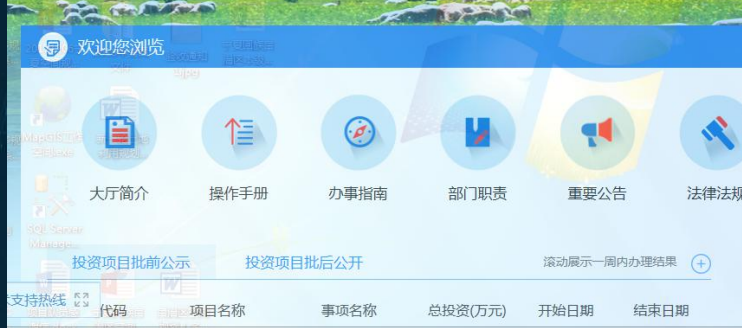 欢迎您浏览
大厅简介 操作手册 办事指南 部门职责 重要公告 法律法规
投资项目批前公示 投资项目批后公开 滚动展示一周内办理结果
支持热线
代码 项目名称 事项名称 总投资(万元) 开始日期 结束日期